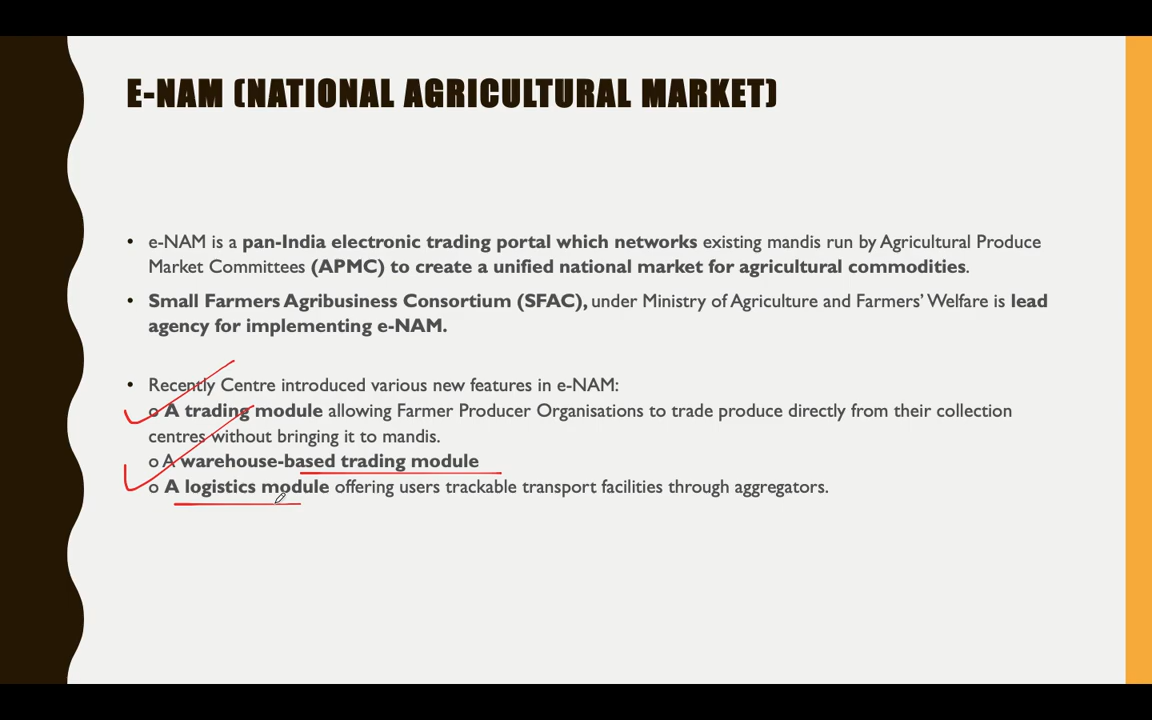 E-NAM (NATIONAL AGRICULTURAL MARKET)
• e-NAM is a pan-India electronic trading portal which networks existing mandis run by Agricultural Produce
Market Committees (APMC) to create a unified national market for agricultural commodities.
• Small Farmers Agribusiness Consortium (SFAC), under Ministry of Agriculture and Farmers' Welfare is lead
agency for implementing e-NAM.
• Recently Centre introduced various new features in e-NAM:
o A trading module allowing Farmer Producer Organisations to trade produce directly from their collection
centres without bringing it to mandis.
o A warehouse-based trading module
o A logistics module offering users trackable transport facilities through aggregators.